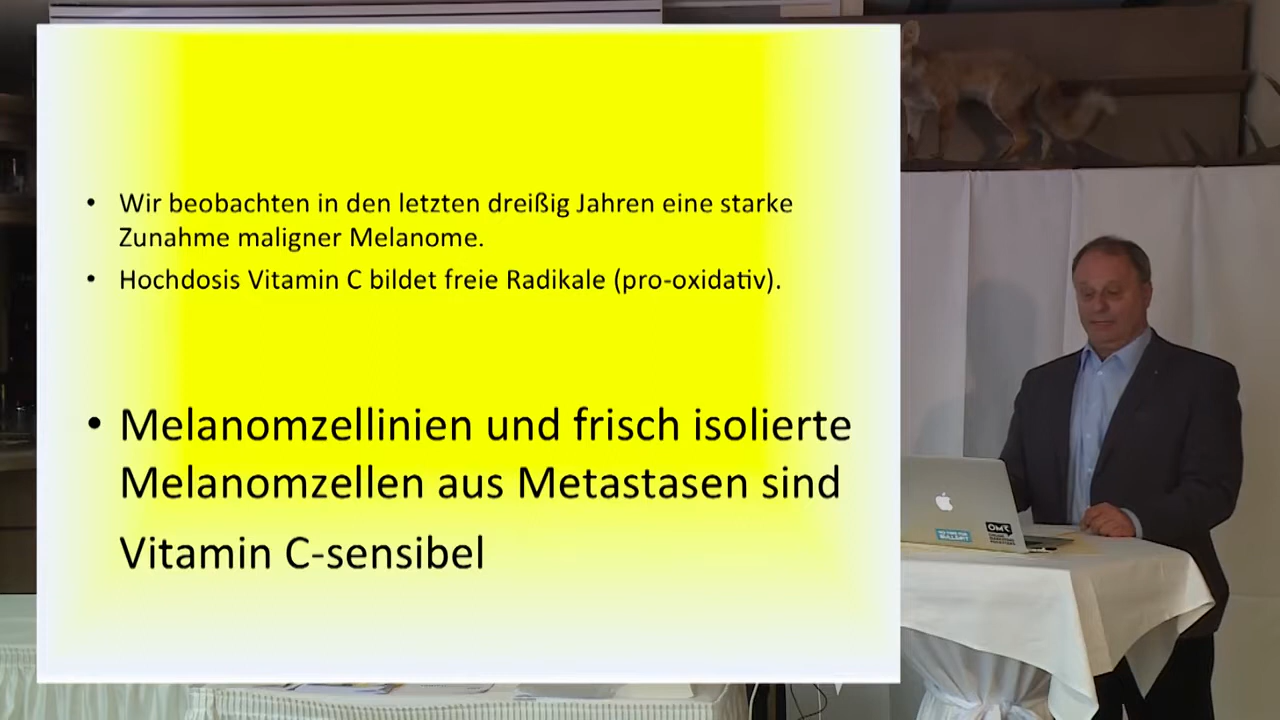 • Wir beobachten in den letzten dreißig Jahren eine starke
Zunahme maligner Melanome.
• Hochdosis Vitamin C bildet freie Radikale (pro-oxidativ).
• Melanomzellinien und frisch isolierte
Melanomzellen aus Metastasen sind
Vitamin C-sensibel
OMR